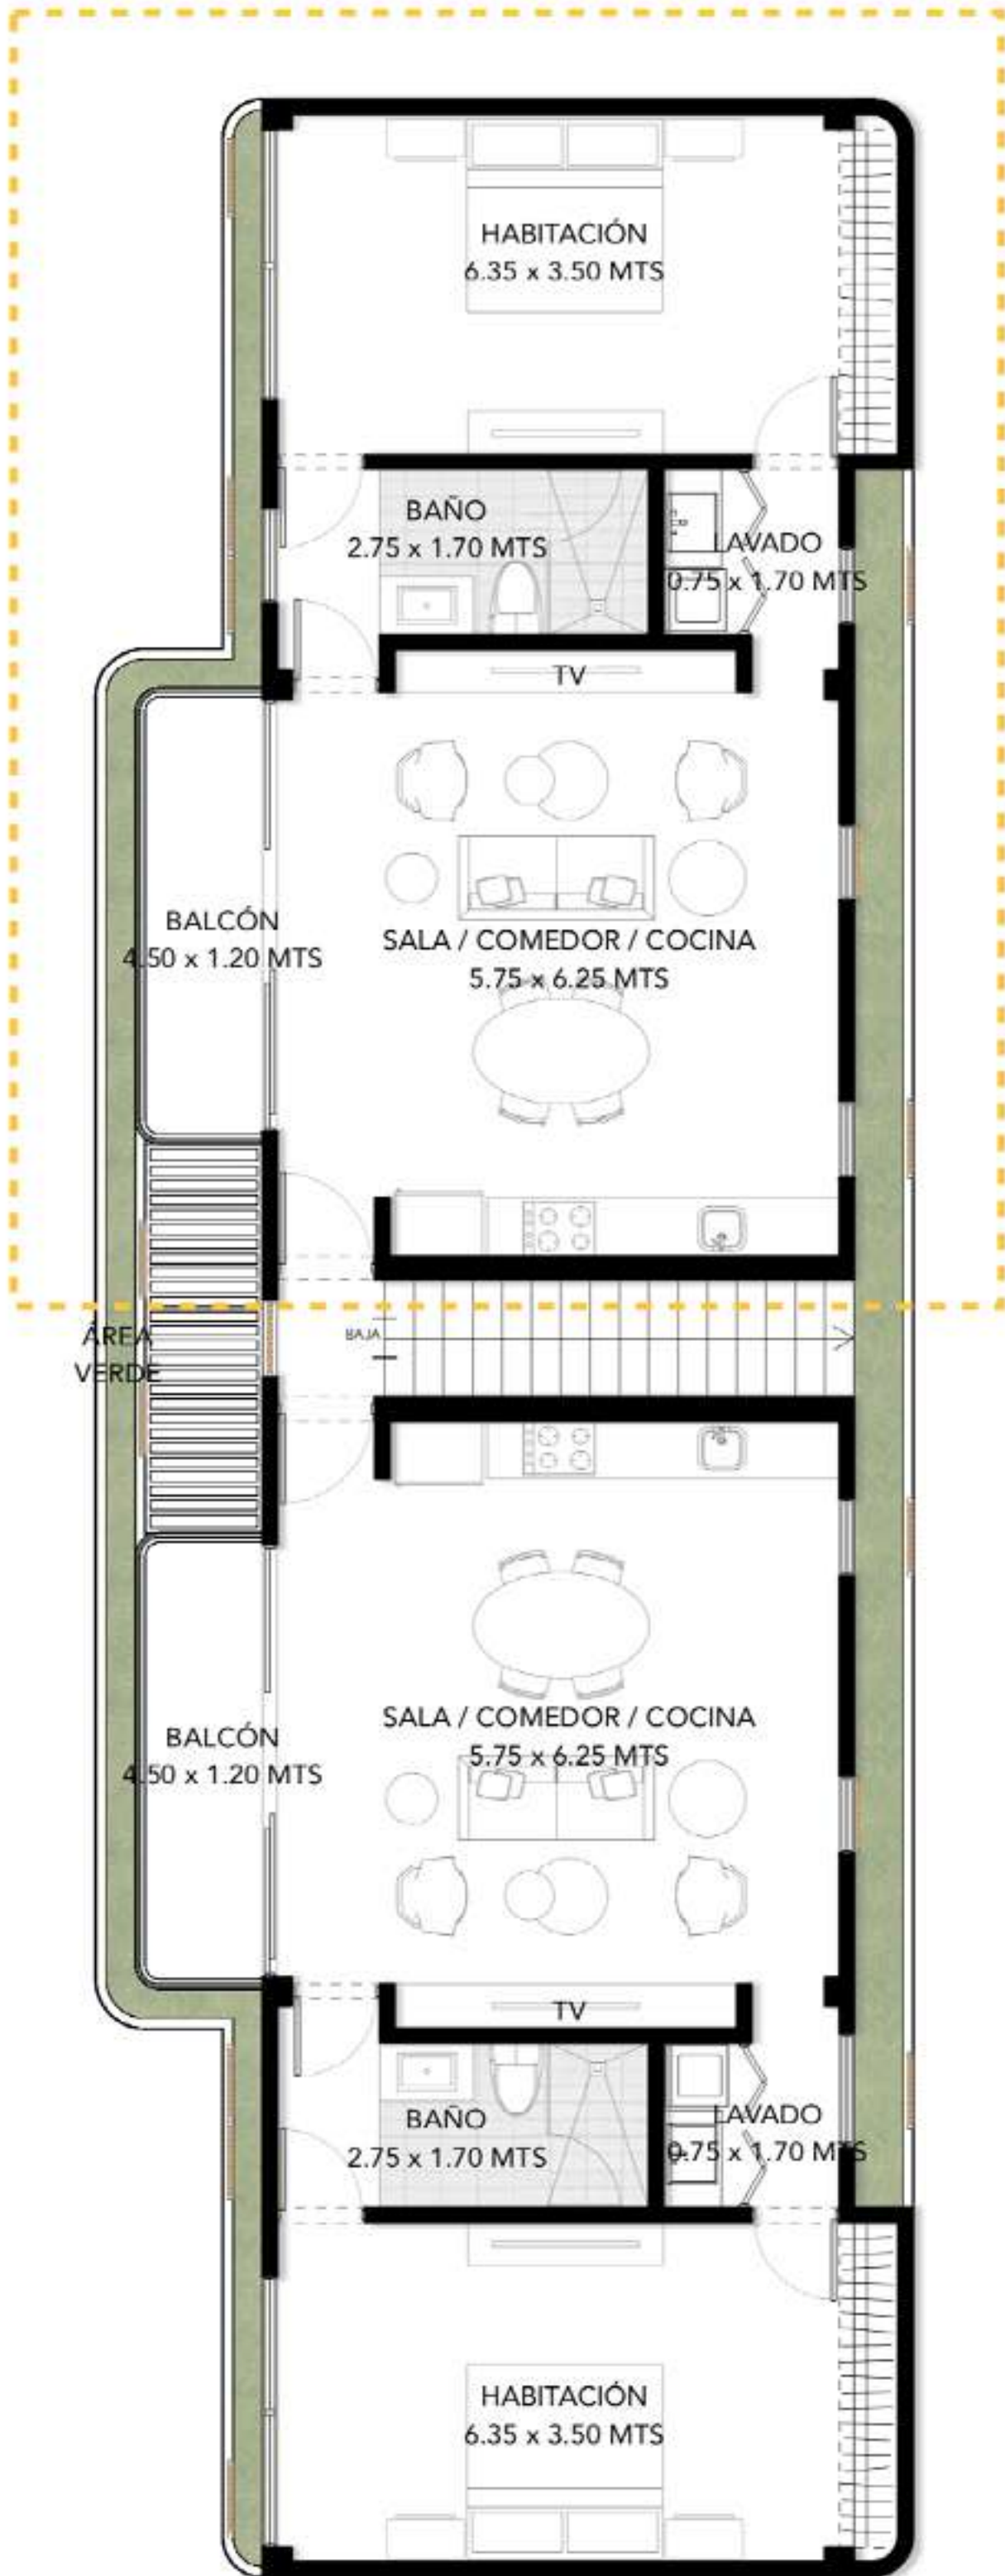 HABITACIÓN
6.35 x 3.50 MTS
BAÑO
2.75 x 1.70 MTS
LAVADO
0.75 x 1.70 MTS
TV
BALCÓN
4.50 x 1.20 MTS
SALA / COMEDOR / COCINA
5.75 x 6.25 MTS
ÁREA
VERDE
BAJA
SALA / COMEDOR / COCINA
5.75 x 6.25 MTS
BALCÓN
4.50 x 1.20 MTS
TV
BAÑO
2.75 x 1.70 MTS
LAVADO
0.75 x 1.70 MTS
HABITACIÓN
6.35 x 3.50 MTS